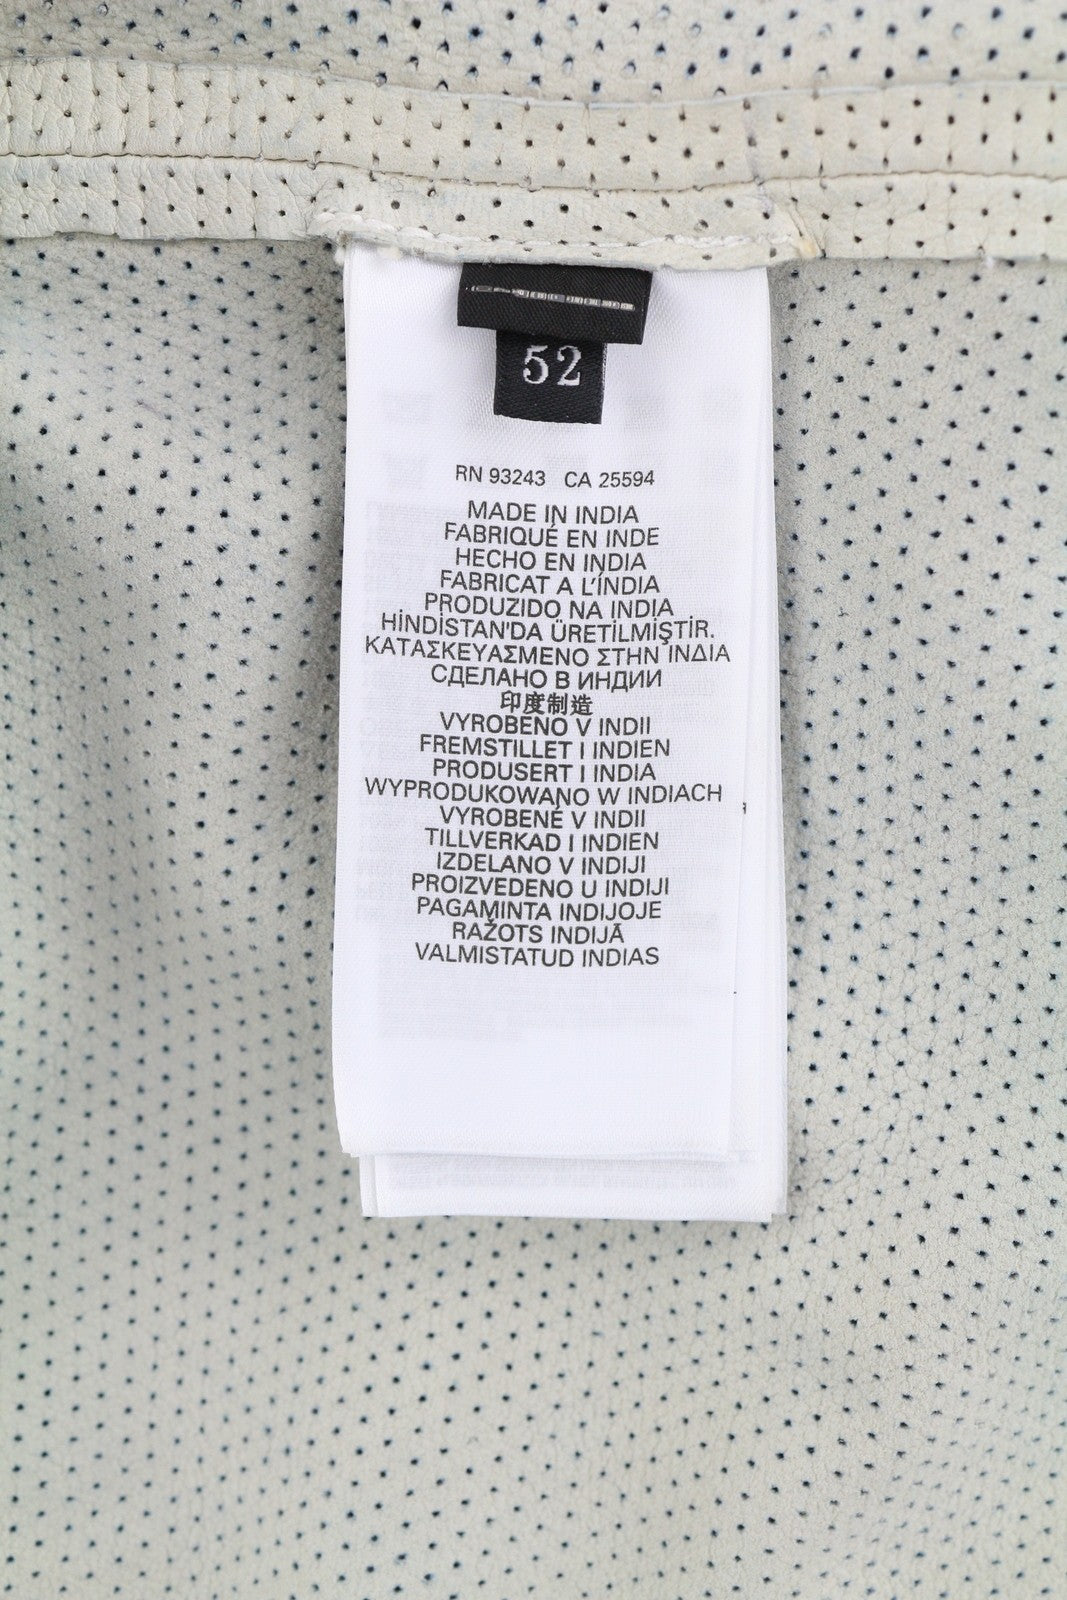 52
RN 93243 CA 25594
MADE IN INDIA
FABRIQUÉ EN INDE
HECHO EN INDIA
FABRICAT A L'ÍNDIA
PRODUZIDO NA INDIA
HİNDİSTAN'DA ÜRETİLMİŞTİR.
ΚΑΤΑΣΚΕΥΑΣΜΕΝΟ ΣΤΗΝ ΙΝΔΙΑ
СДЕЛАНО В ИНДИИ
印度制造
VYROBENO V INDII
FREMSTILLET I INDIEN
PRODUSERT I INDIA
WYPRODUKOWANO W INDIACH
VYROBENÉ V INDII
TILLVERKAD I INDIEN
IZDELANO V INDIJI
PROIZVEDENO U INDIJI
PAGAMINTA INDIJOJE
RAŽOTS INDIJĀ
VALMISTATUD INDIAS